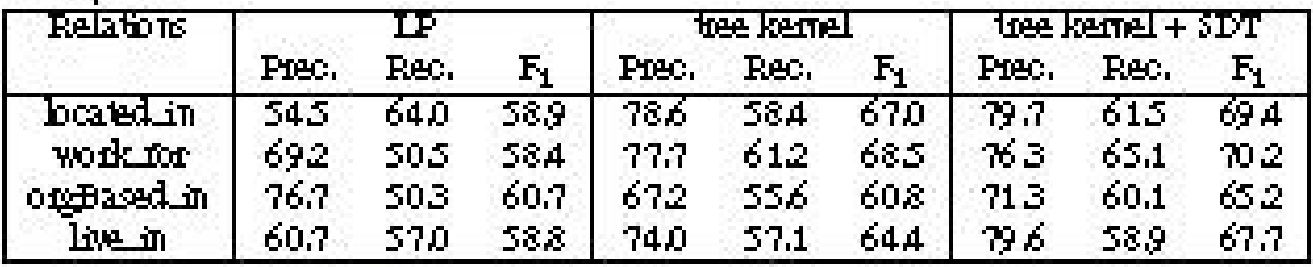 Relations LP tree kernel tree kernel + SDT
Prec. Rec. F1 Prec. Rec. F1 Prec. Rec. F1
located_in 54.5 64.0 58.9 78.6 58.4 67.0 79.7 61.5 69.4
work_for 69.2 50.5 58.4 77.7 61.2 68.5 76.3 65.1 70.2
orgBased_in 76.7 50.3 60.7 67.2 55.6 60.8 71.3 60.1 65.2
live_in 60.7 57.0 58.8 74.0 57.1 64.4 79.6 58.9 67.7